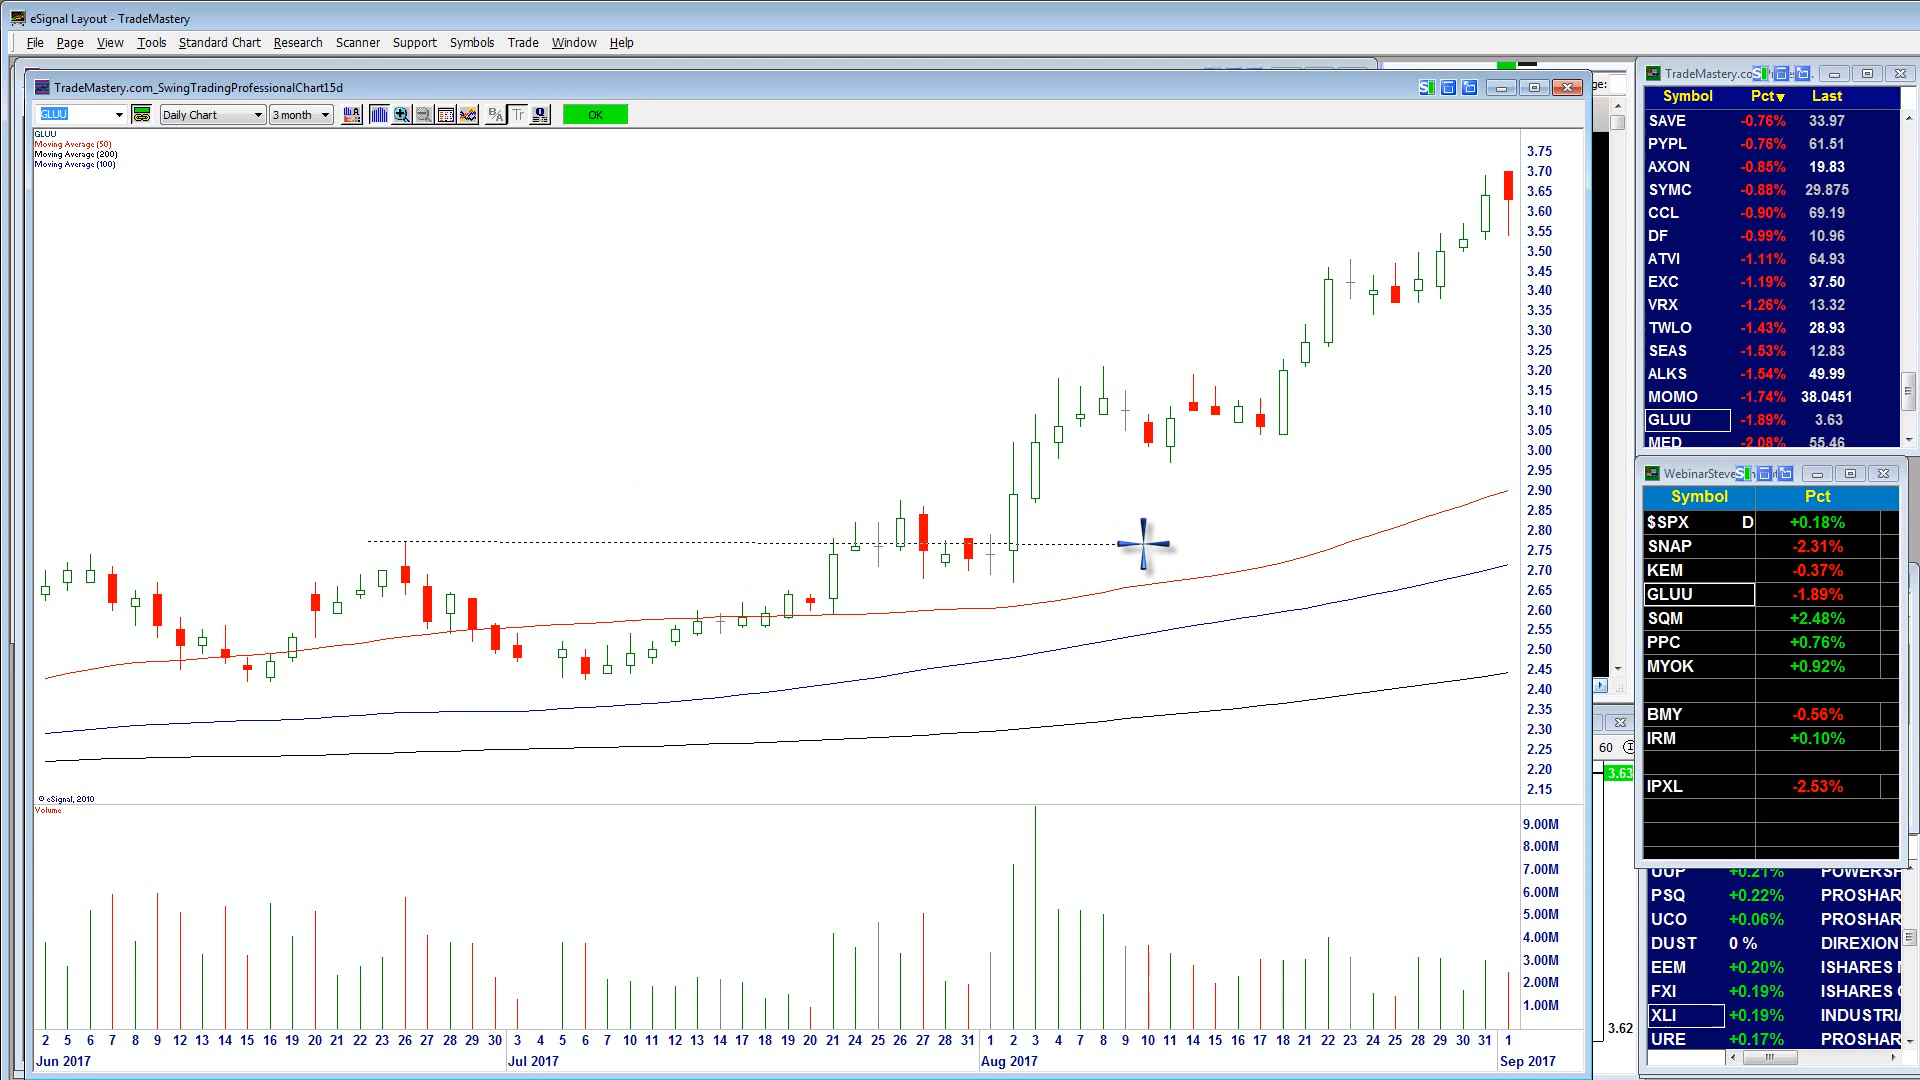 eSignal Layout - TradeMastery
File Page View Tools Standard Chart Research Scanner Support Symbols Trade Window Help
TradeMastery.com_SwingTradingProfessionalChart15d
GLUU Daily Chart 3 month OK
GLUU
Moving Average (50)
Moving Average (200)
Moving Average (100)
3.75
3.70
3.65
3.60
3.55
3.50
3.45
3.40
3.35
3.30
3.25
3.20
3.15
3.10
3.05
3.00
2.95
2.90
2.85
2.80
2.75
2.70
2.65
2.60
2.55
2.50
2.45
2.40
2.35
2.30
2.25
2.20
2.15
© eSignal, 2010
Volume
9.00M
8.00M
7.00M
6.00M
5.00M
4.00M
3.00M
2.00M
1.00M
2 5 6 7 8 9 12 13 14 15 16 19 20 21 22 23 26 27 28 29 30 3 4 5 6 7 10 11 12 13 14 17 18 19 20 21 24 25 26 27 28 31 1 2 3 4 7 8 9 10 11 14 15 16 17 18 21 22 23 24 25 28 29 30 31 1
Jun 2017 Jul 2017 Aug 2017 Sep 2017
ge:
60
3.63
3.62
Symbol Pct▼ Last
SAVE -0.76% 33.97
PYPL -0.76% 61.51
AXON -0.85% 19.83
SYMC -0.88% 29.875
CCL -0.90% 69.19
DF -0.99% 10.96
ATVI -1.11% 64.93
EXC -1.19% 37.50
VRX -1.26% 13.32
TWLO -1.43% 28.93
SEAS -1.53% 12.83
ALKS -1.54% 49.99
MOMO -1.74% 38.0451
GLUU -1.89% 3.63
MED -2.08% 55.46
Symbol Pct
$SPX D +0.18%
SNAP -2.31%
KEM -0.37%
GLUU -1.89%
SQM +2.48%
PPC +0.76%
MYOK +0.92%
BMY -0.56%
IRM +0.10%
IPXL -2.53%
UUP +0.21% POWERSH
PSQ +0.22% PROSHAR
UCO +0.06% PROSHAR
DUST 0 % DIREXION
EEM +0.20% ISHARES
FXI +0.19% ISHARES
XLI +0.19% INDUSTRIA
URE +0.17% PROSHAR